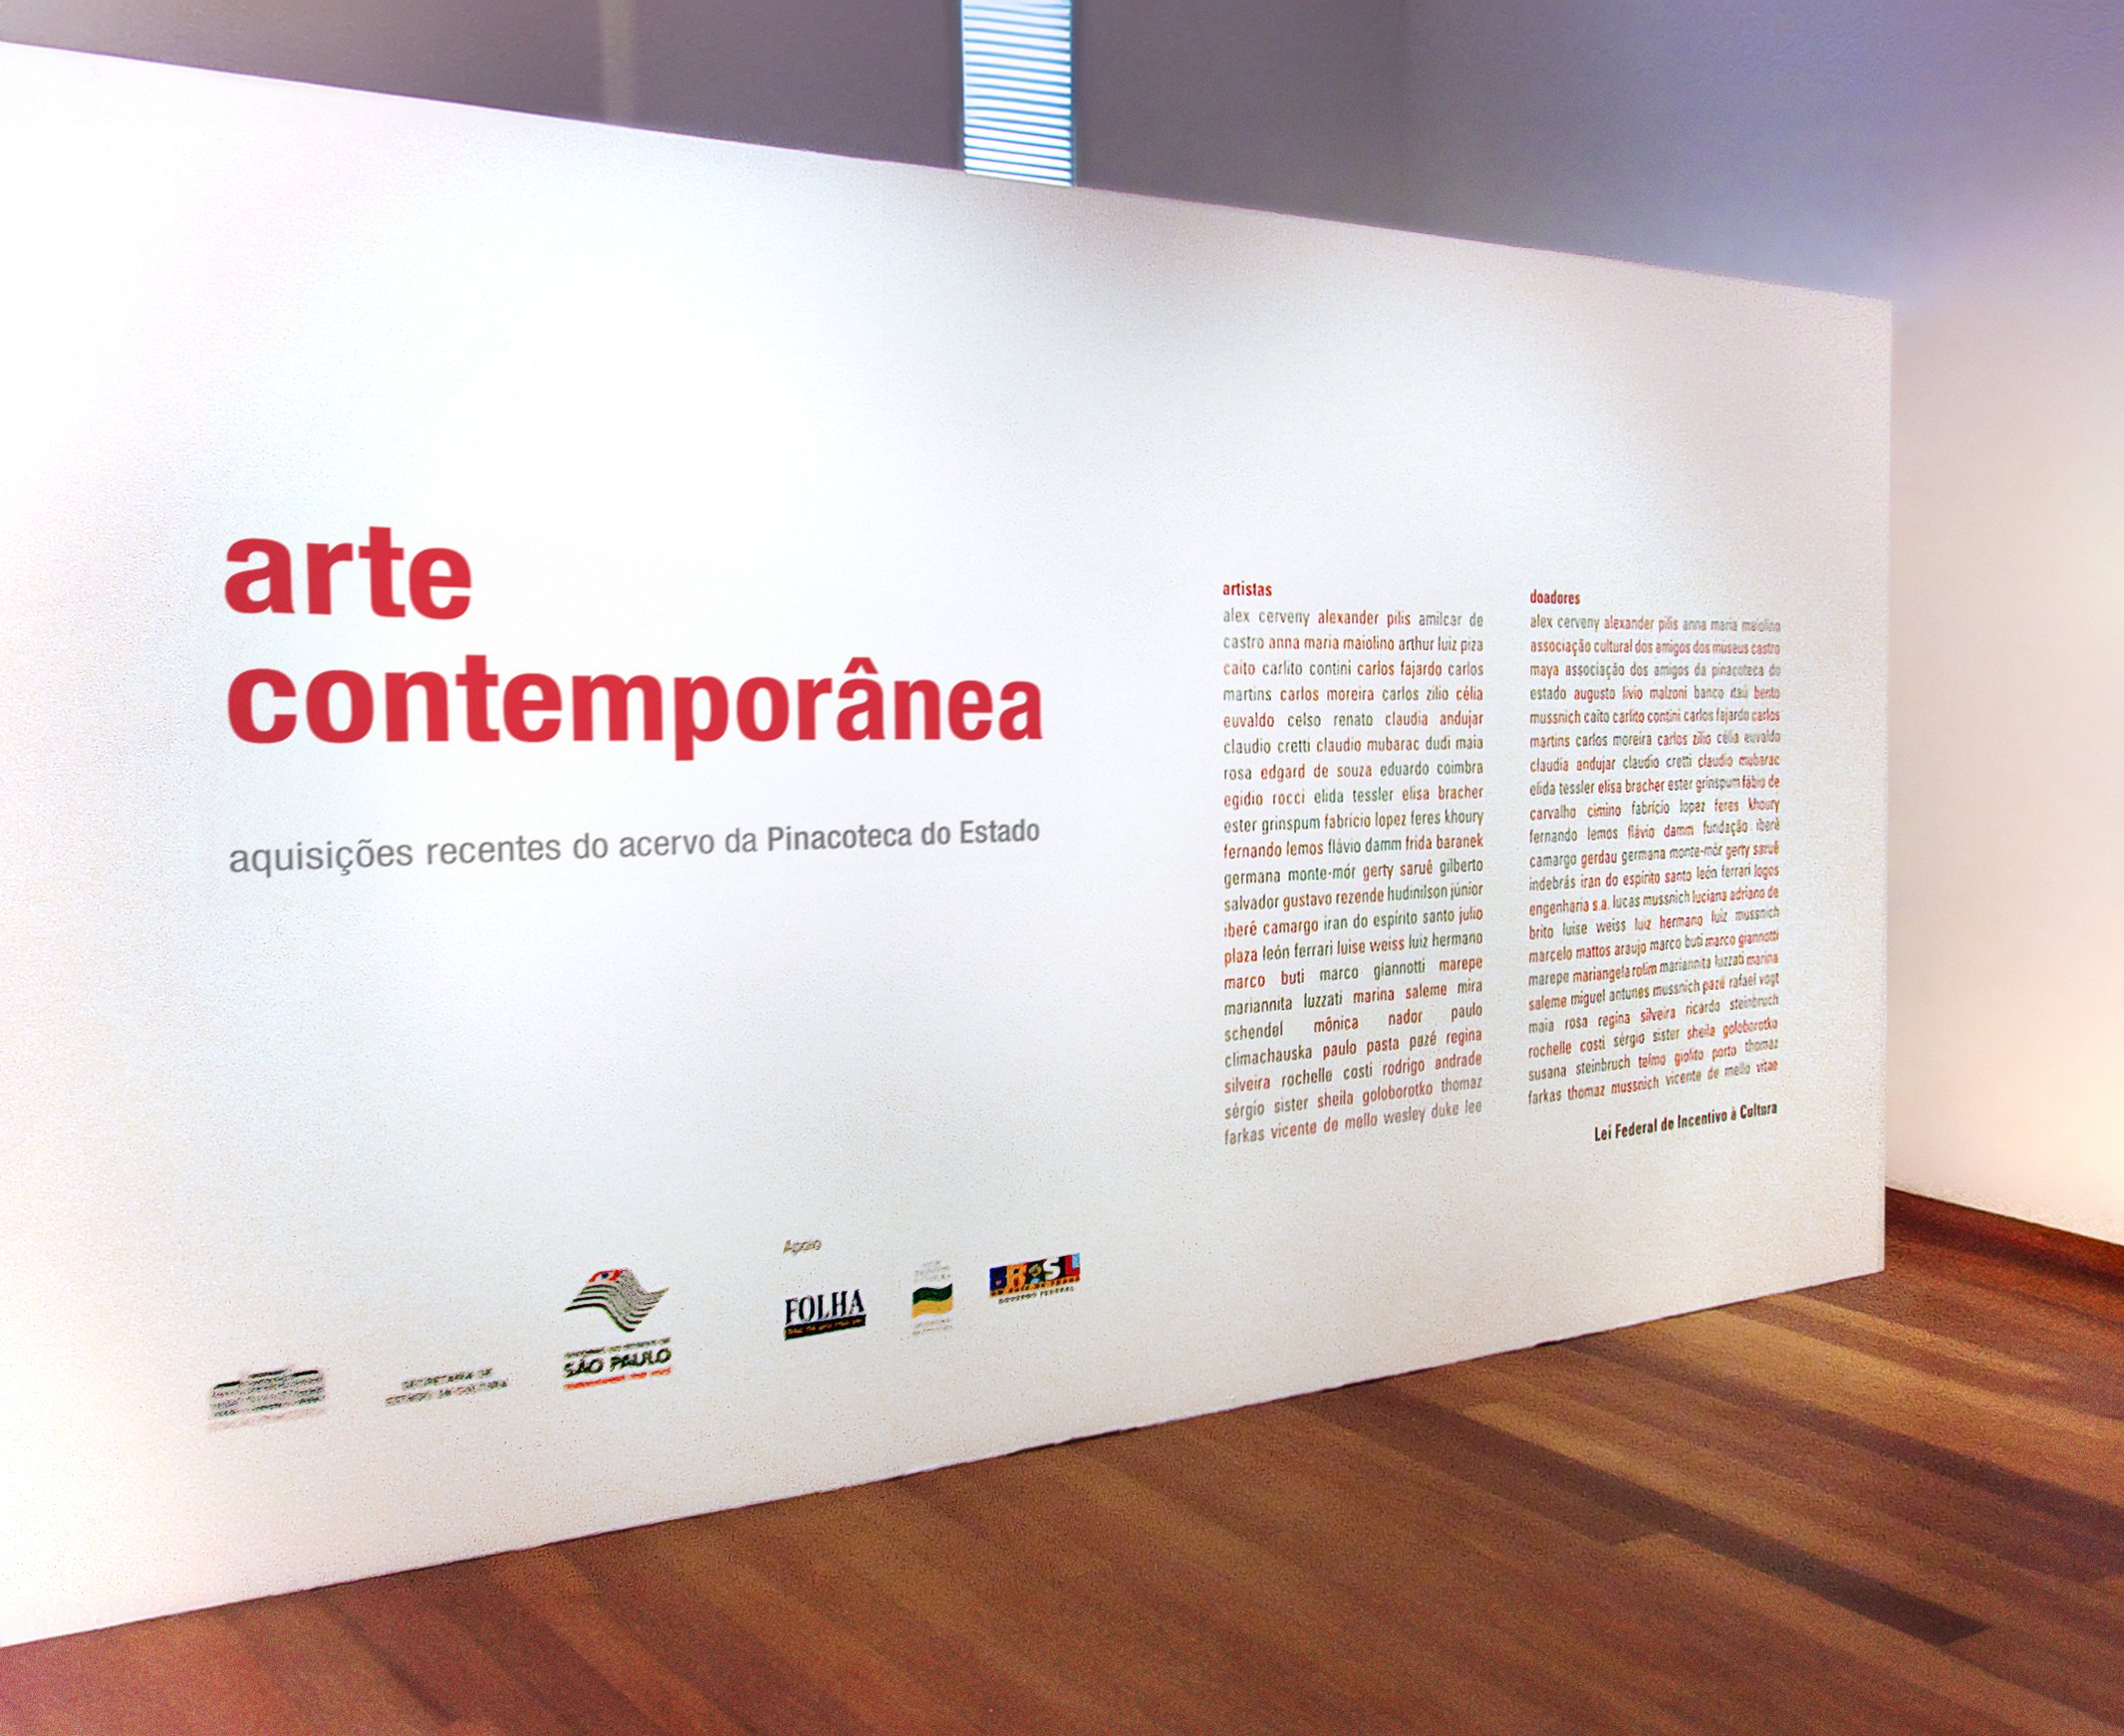 arte
contemporânea
aquisições recentes do acervo da Pinacoteca do Estado
artistas
alex cerveny alexander pilis amilcar de
castro anna maria maiolino arthur luiz piza
caíto carlito contini carlos fajardo carlos
martins carlos moreira carlos zílio célia
euvaldo celso renato claudia andujar
claudio cretti claudio mubarac dudi maia
rosa edgard de souza eduardo coimbra
egidio rocci elida tessler elisa bracher
ester grinspum fabricio lopez feres khoury
fernando lemos flávio damm frida baranek
germana monte-mór gerty saruê gilberto
salvador gustavo rezende hudinilson júnior
iberê camargo iran do espírito santo julio
plaza león ferrari luise weiss luiz hermano
marco buti marco giannotti marepe
mariannita luzzati marina saleme mira
schendel mônica nador paulo
climachauska paulo pasta pazé regina
silveira rochelle costi rodrigo andrade
sérgio sister sheila goloborotko thomaz
farkas vicente de mello wesley duke lee
doadores
alex cerveny alexander pilis anna maria maiolino
associação cultural dos amigos dos museus castro
maya associação dos amigos da pinacoteca do
estado augusto lívio malzoni banco itaú bento
mussnich caito carlito contini carlos fajardo carlos
martins carlos moreira carlos zílio célia euvaldo
claudia andujar claudio cretti claudio mubarac
elida tessler elisa bracher ester grinspum fábio de
carvalho cimino fabrício lopez feres khoury
fernando lemos flávio damm fundação iberê
camargo gerdau germana monte-mór gerty saruê
indebrás iran do espírito santo león ferrari logos
engenharia s.a. lucas mussnich luciana adriano de
brito luise weiss luiz hermano luiz mussnich
marcelo mattos araujo marco buti marco giannotti
marepe mariangela rolim mariannita luzzati marina
saleme miguel antunes mussnich pazé rafael vogt
maia rosa regina silveira ricardo steinbruch
rochelle costi sérgio sister sheila goloborotko
susana steinbruch telmo giolito porto thomaz
farkas thomaz mussnich vicente de mello vitae
Lei Federal de Incentivo à Cultura
Apoio
FOLHA
BRASIL
GOVERNO FEDERAL
SECRETARIA DE
ESTADO DA CULTURA
SÃO PAULO